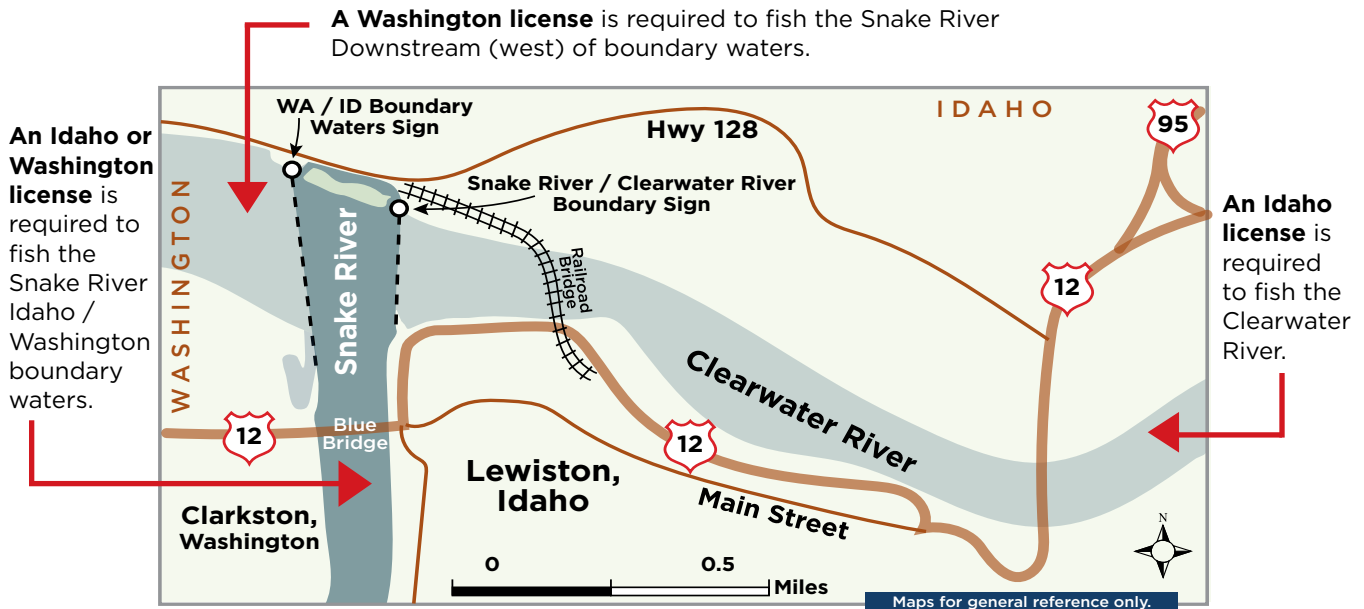 A Washington license is required to fish the Snake River
Downstream (west) of boundary waters.
An Idaho or
Washington
license is
required to
fish the
Snake River
Idaho /
Washington
boundary
waters.
WA / ID Boundary
Waters Sign
Hwy 128
IDAHO
95
Snake River / Clearwater River
Boundary Sign
WASHINGTON
Snake River
Railroad
Bridge
12
An Idaho
license is
required
to fish the
Clearwater
River.
Clearwater River
12
Blue
Bridge
12
Lewiston,
Idaho
Main Street
Clarkston,
Washington
N
0 0.5
Miles
Maps for general reference only.